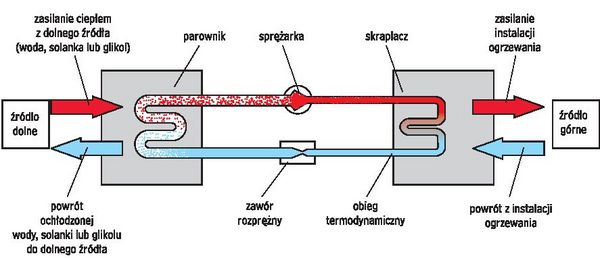 zasilanie ciepłem
z dolnego źródła
(woda, solanka lub glikol)
parownik
sprężarka
skraplacz
zasilanie
instalacji
ogrzewania
źródło
dolne
źródło
górne
powrót
ochłodzonej
wody, solanki lub glikolu
do dolnego źródła
zawór
rozprężny
obieg
termodynamiczny
powrót z instalacji
ogrzewania